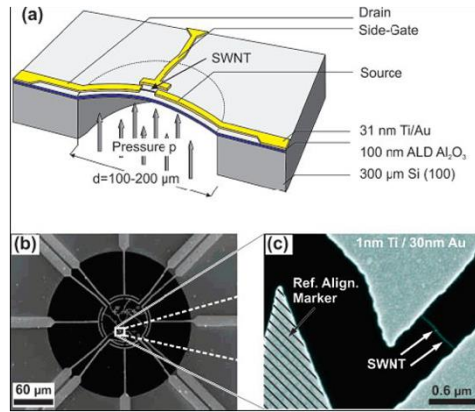 (a)
Drain
Side-Gate
SWNT
Source
Pressure p
d=100-200 µm
31 nm Ti/Au
100 nm ALD Al₂O₃
300 µm Si (100)
(b)
60 µm
(c)
1nm Ti / 30nm Au
Ref. Align.
Marker
SWNT
0.6 µm